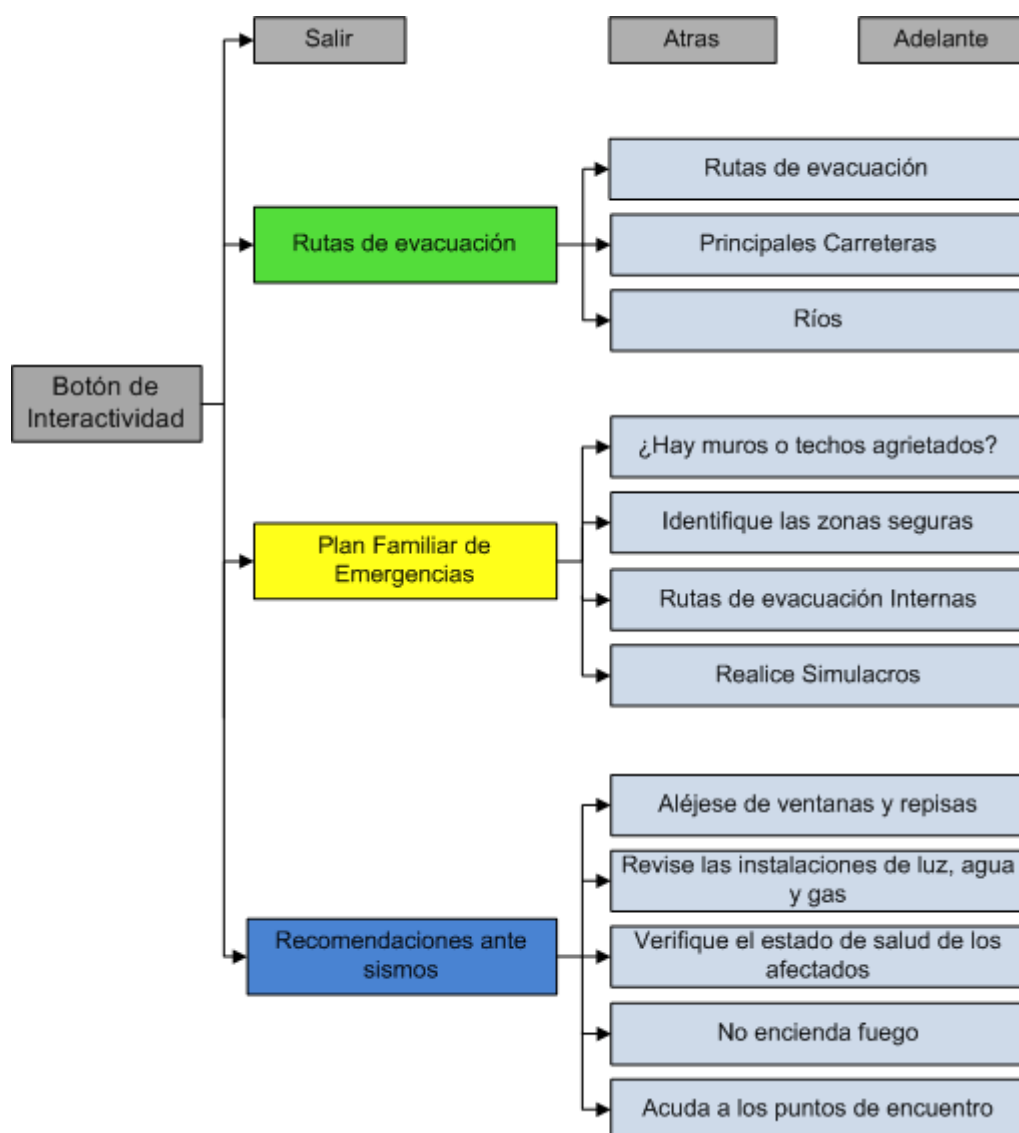 Salir
Atras
Adelante
Rutas de evacuación
Rutas de evacuación
Principales Carreteras
Ríos
Botón de
Interactividad
Plan Familiar de
Emergencias
¿Hay muros o techos agrietados?
Identifique las zonas seguras
Rutas de evacuación Internas
Realice Simulacros
Recomendaciones ante
sismos
Aléjese de ventanas y repisas
Revise las instalaciones de luz, agua
y gas
Verifique el estado de salud de los
afectados
No encienda fuego
Acuda a los puntos de encuentro